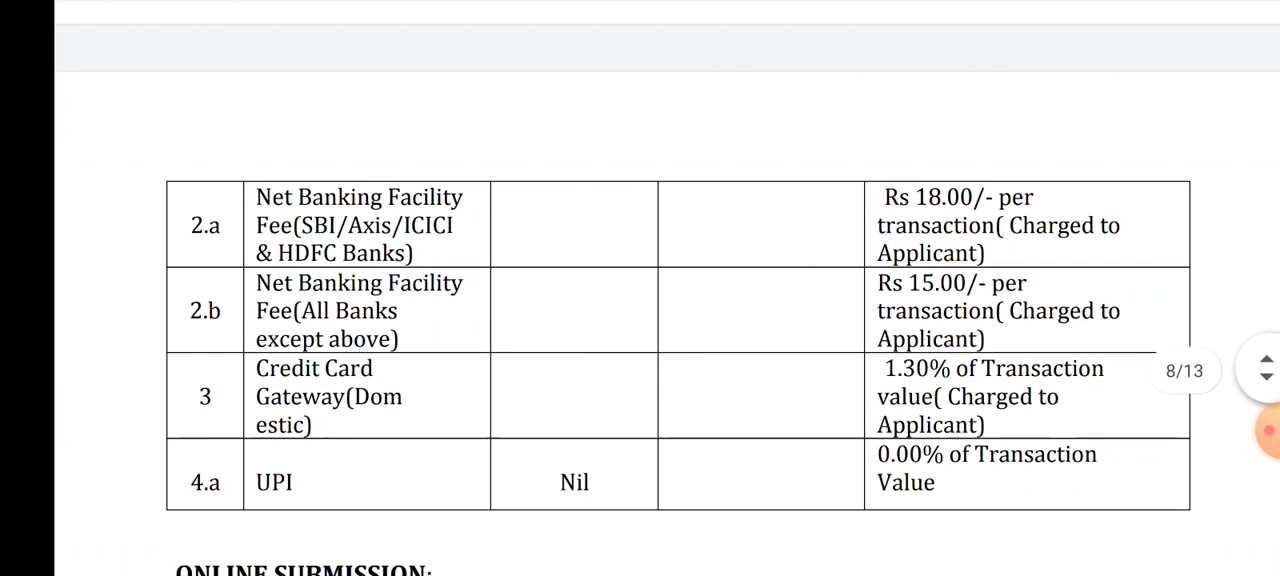 2.a
Net Banking Facility
Fee(SBI/Axis/ICICI
& HDFC Banks)
Rs 18.00/- per
transaction( Charged to
Applicant)
2.b
Net Banking Facility
Fee(All Banks
except above)
Rs 15.00/- per
transaction( Charged to
Applicant)
3
Credit Card
Gateway(Dom
estic)
1.30% of Transaction
value( Charged to
Applicant)
4.a
UPI
Nil
0.00% of Transaction
Value
8/13
ONLINE SUBMISSION: